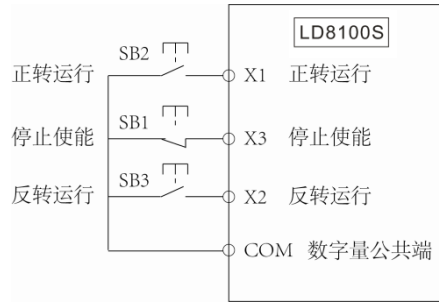 LD8100S
SB2
正转运行 X1 正转运行
SB1
停止使能 X3 停止使能
SB3
反转运行 X2 反转运行
COM 数字量公共端